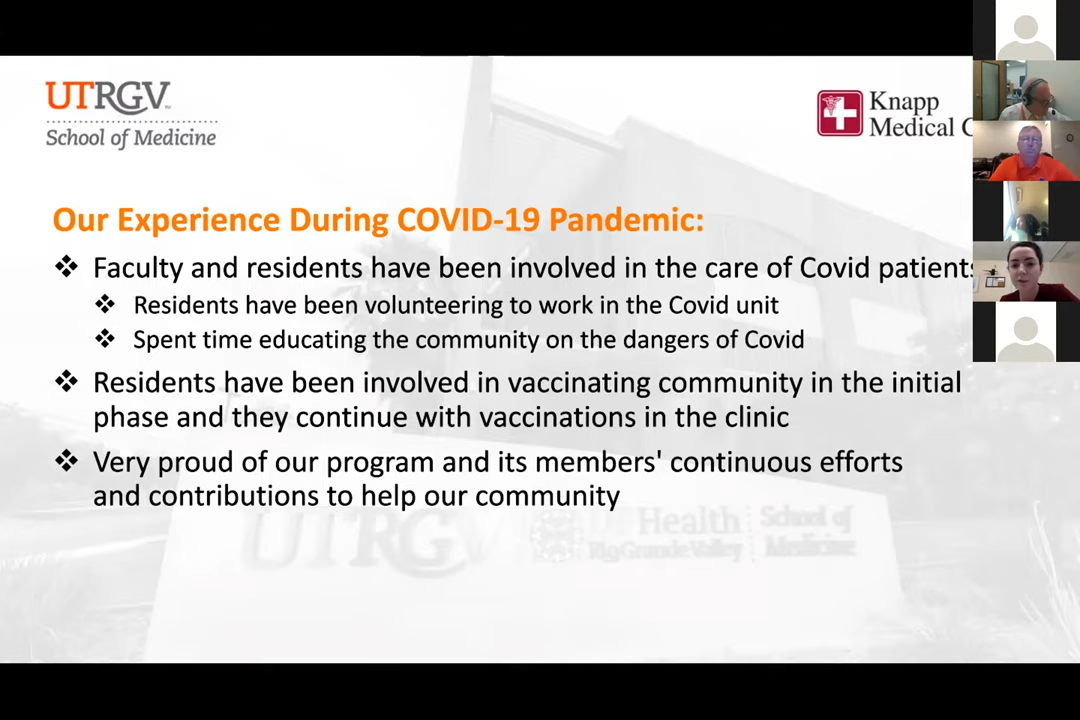 UTRGV
School of Medicine
Knapp
Medical C
Our Experience During COVID-19 Pandemic:
❖ Faculty and residents have been involved in the care of Covid patients
❖ Residents have been volunteering to work in the Covid unit
❖ Spent time educating the community on the dangers of Covid
❖ Residents have been involved in vaccinating community in the initial
phase and they continue with vaccinations in the clinic
❖ Very proud of our program and its members' continuous efforts
and contributions to help our community
UTRGV
Health
Rio Grande Valley
School of
Medicine